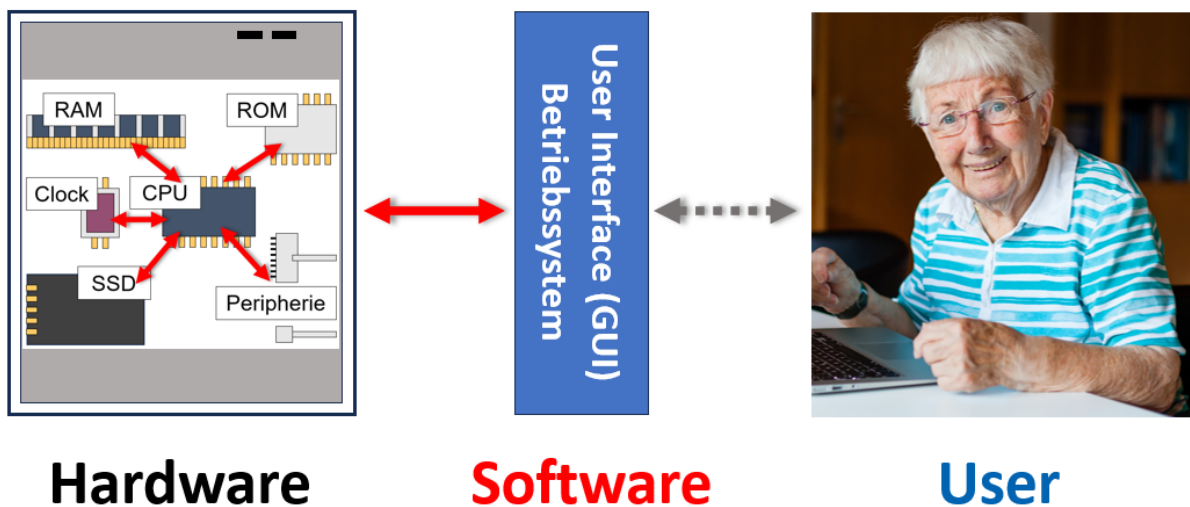 RAM
ROM
Clock
CPU
SSD
Peripherie
User Interface (GUI)
Betriebssystem
Hardware
Software
User